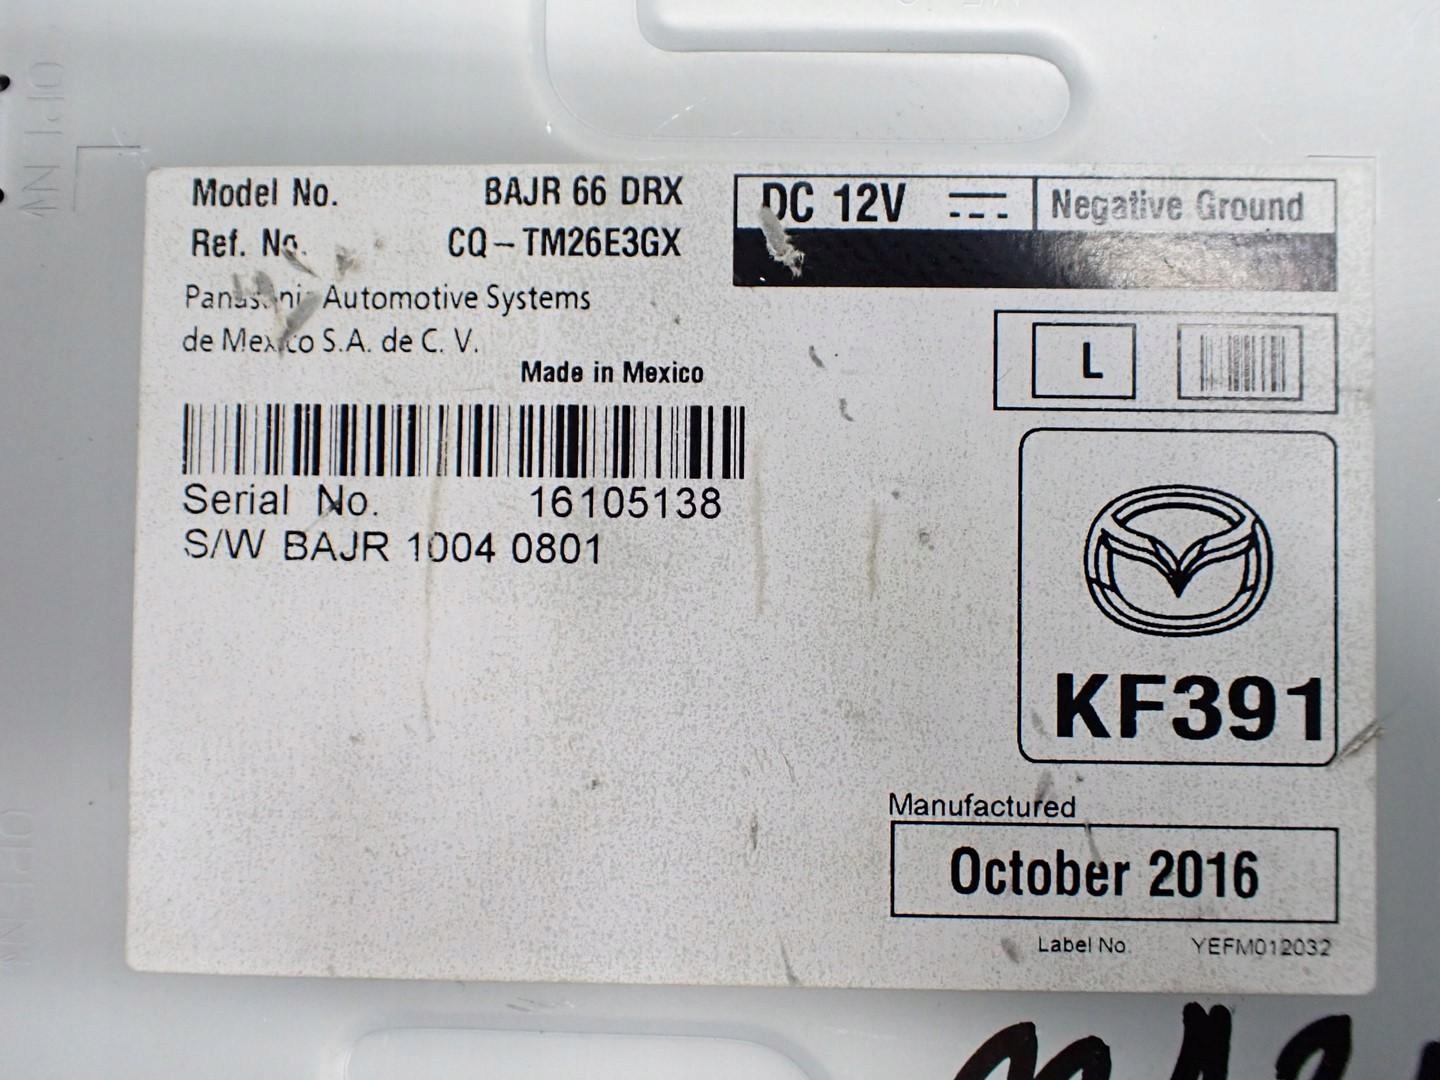 Model No. BAJR 66 DRX
Ref. No. CQ-TM26E3GX
Panasonic Automotive Systems
de Mexico S.A. de C. V.
Made in Mexico
Serial No. 16105138
S/W BAJR 1004 0801
DC 12V Negative Ground
L
KF391
Manufactured
October 2016
Label No. YEFM012032